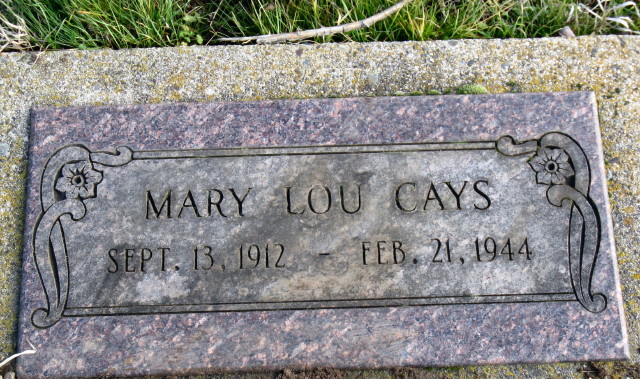 MARY LOU CAYS
SEPT. 13, 1912 - FEB. 21, 1944